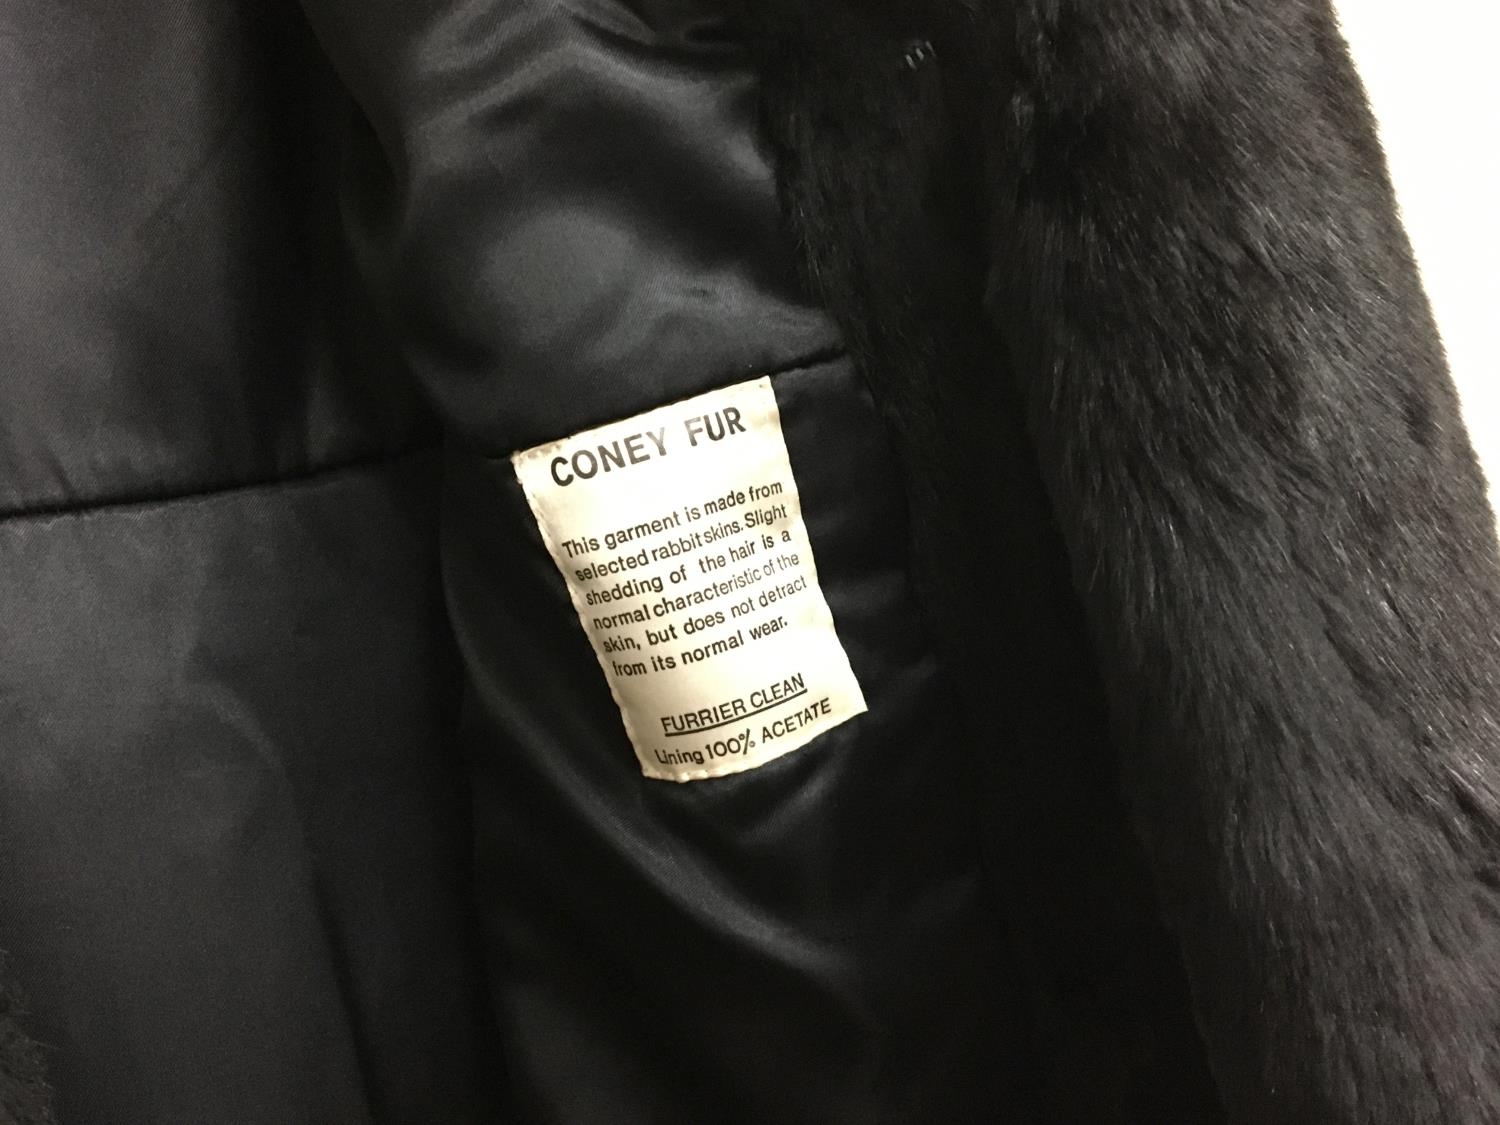 CONEY FUR
This garment is made from
selected rabbit skins. Slight
shedding of the hair is a
normal characteristic of the
skin, but does not detract
from its normal wear.
FURRIER CLEAN
Lining 100% ACETATE